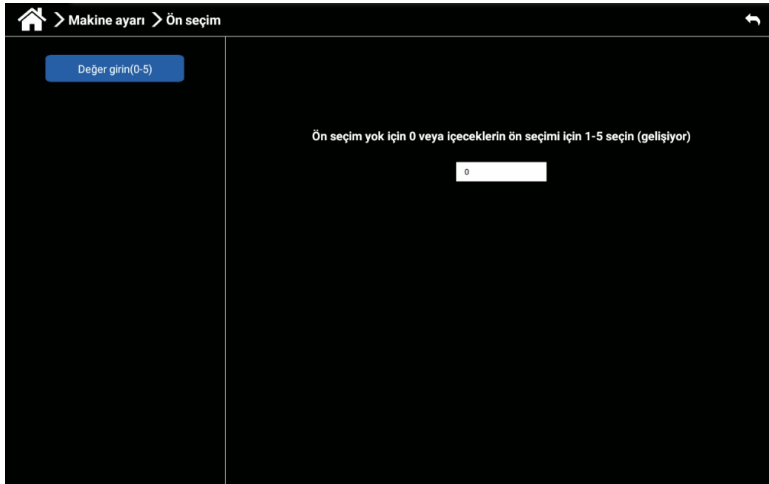 Makine ayarı Ön seçim
Değer girin(0-5)
Ön seçim yok için 0 veya içeceklerin ön seçimi için 1-5 seçin (gelişiyor)
0